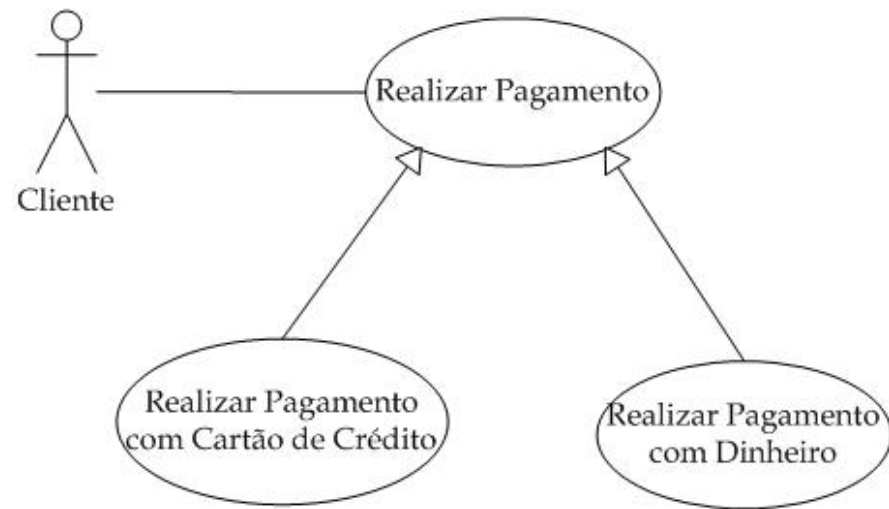 Realizar Pagamento
Cliente
Realizar Pagamento
com Cartão de Crédito
Realizar Pagamento
com Dinheiro